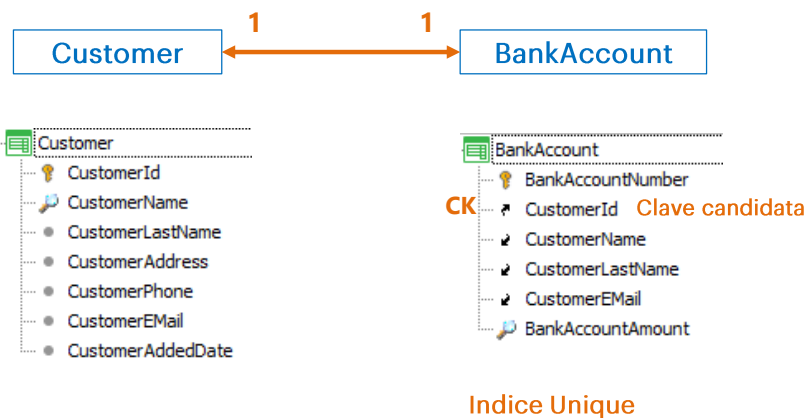 1 1
Customer BankAccount
Customer
CustomerId
CustomerName
CustomerLastName
CustomerAddress
CustomerPhone
CustomerEMail
CustomerAddedDate
BankAccount
BankAccountNumber
CK CustomerId Clave candidata
CustomerName
CustomerLastName
CustomerEMail
BankAccountAmount
Indice Unique